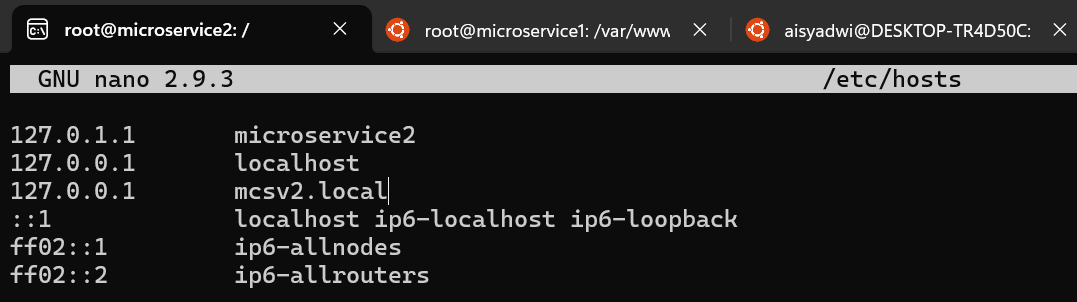 root@microservice2: /
root@microservice1: /var/www
aisyadwi@DESKTOP-TR4D50C:
GNU nano 2.9.3 /etc/hosts
127.0.1.1 microservice2
127.0.0.1 localhost
127.0.0.1 mcsv2.local
::1 localhost ip6-localhost ip6-loopback
ff02::1 ip6-allnodes
ff02::2 ip6-allrouters